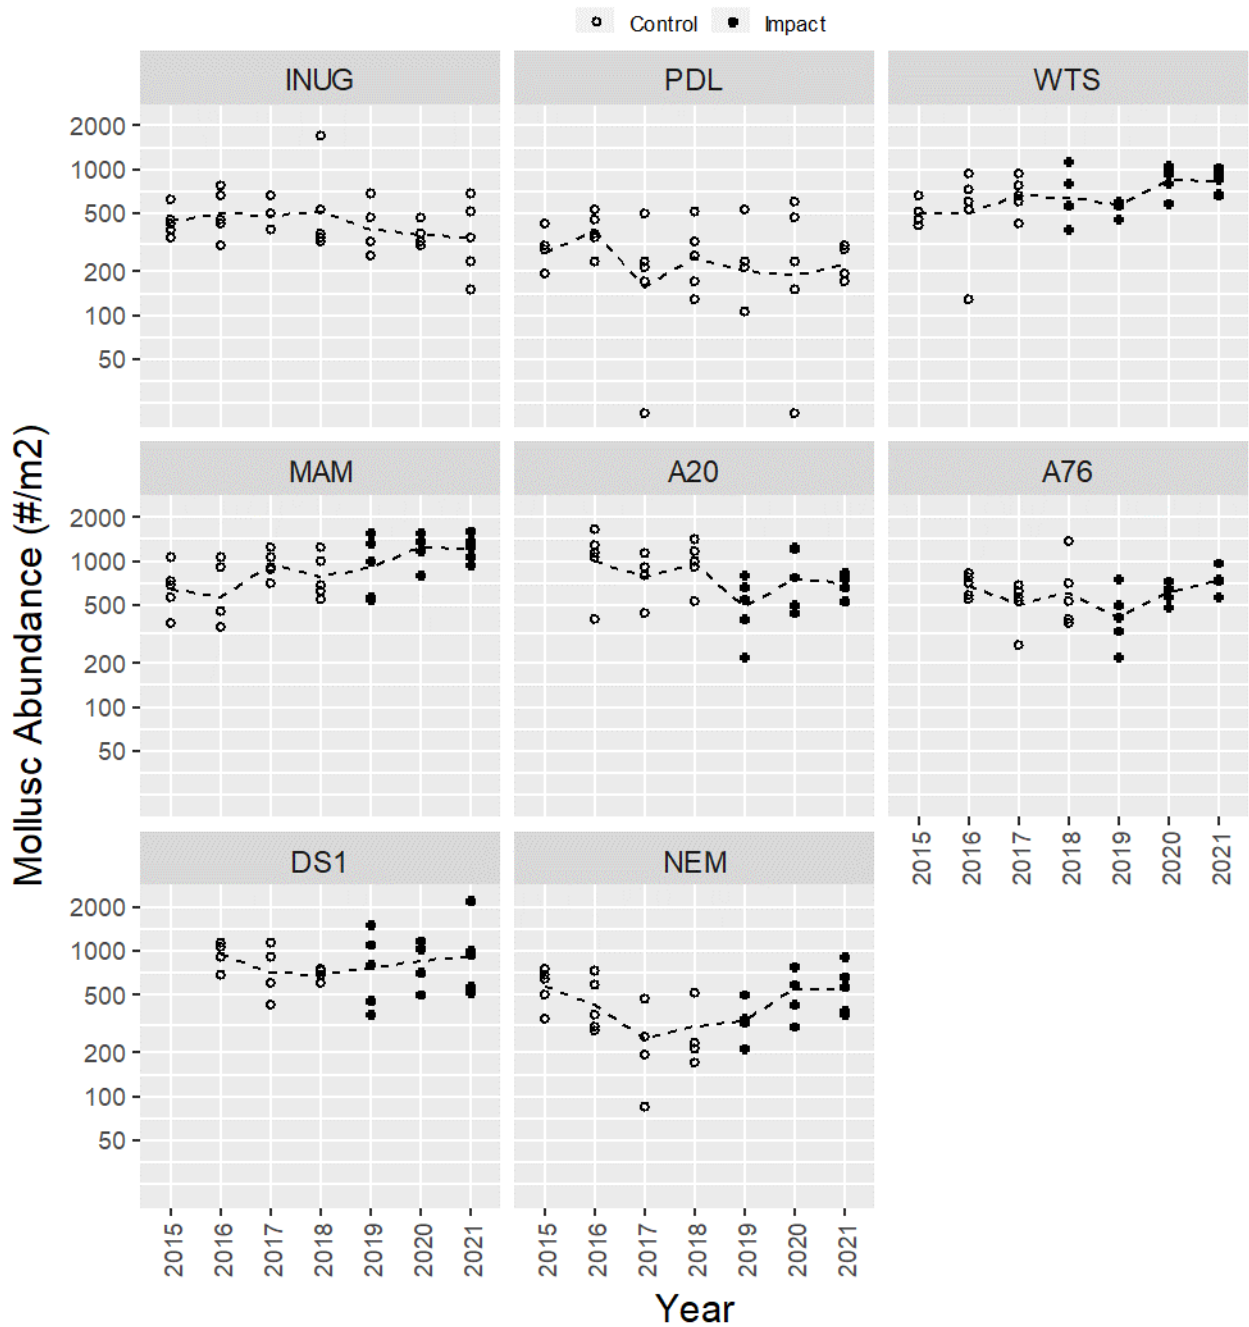 Control Impact
INUG PDL WTS
2000
1000
500
200
100
50
MAM A20 A76
2000
1000
500
200
100
50
2015 2016 2017 2018 2019 2020 2021
DS1 NEM
2000
1000
500
200
100
50
2015 2016 2017 2018 2019 2020 2021 2015 2016 2017 2018 2019 2020 2021
Year
Mollusc Abundance (#/m2)